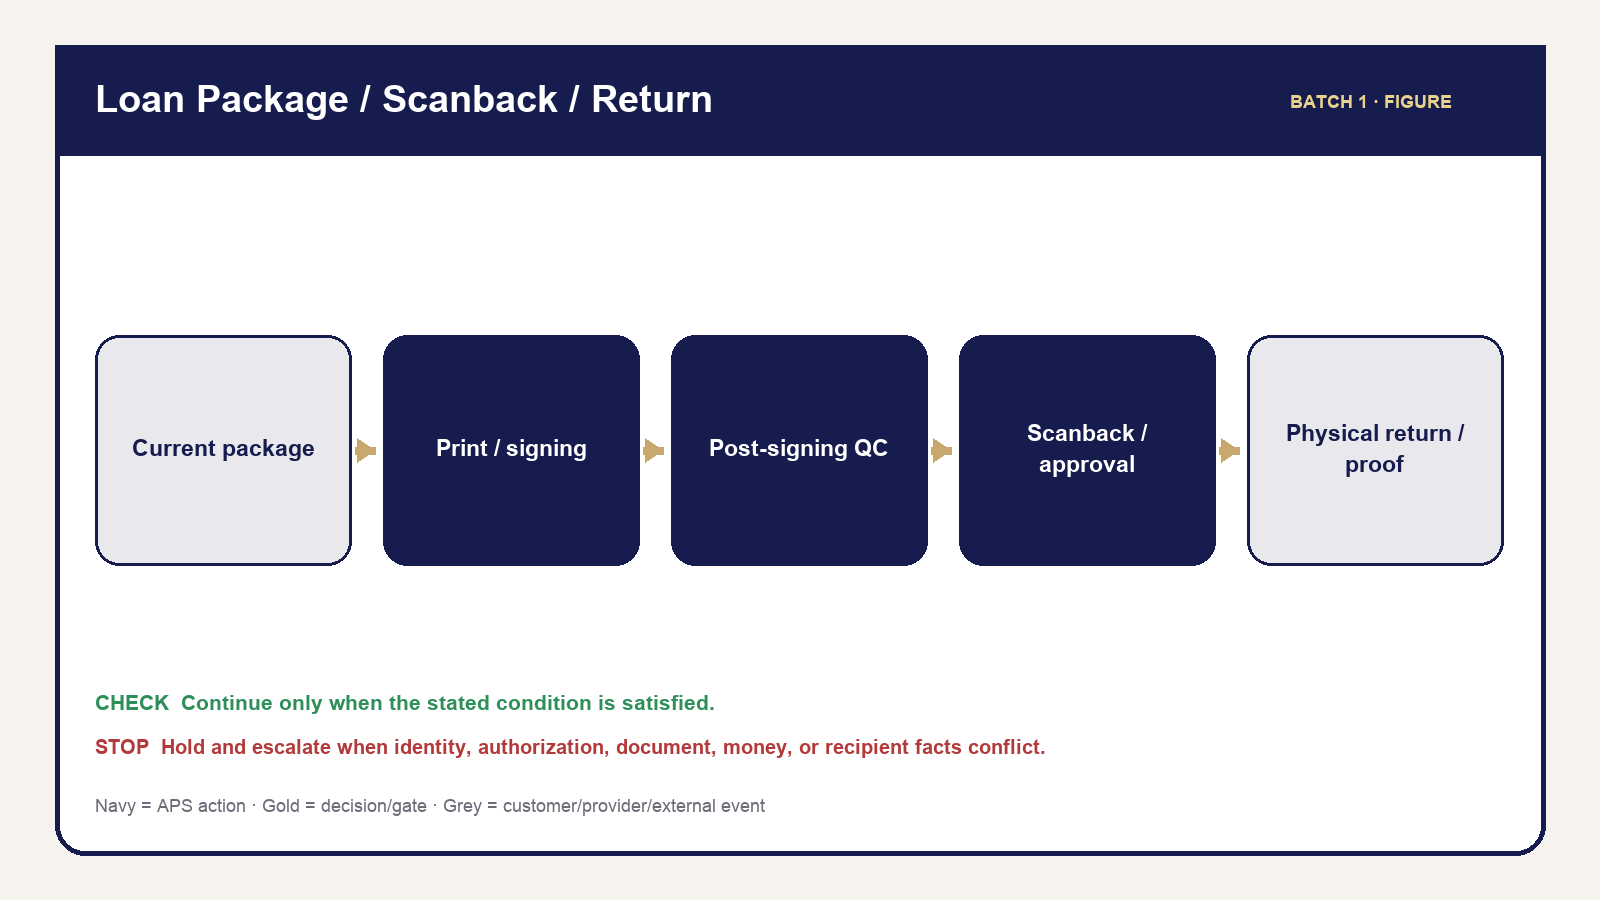 Loan Package / Scanback / Return
BATCH 1 · FIGURE
Current package
Print / signing
Post-signing QC
Scanback /
approval
Physical return /
proof
CHECK  Continue only when the stated condition is satisfied.
STOP  Hold and escalate when identity, authorization, document, money, or recipient facts conflict.
Navy = APS action · Gold = decision/gate · Grey = customer/provider/external event